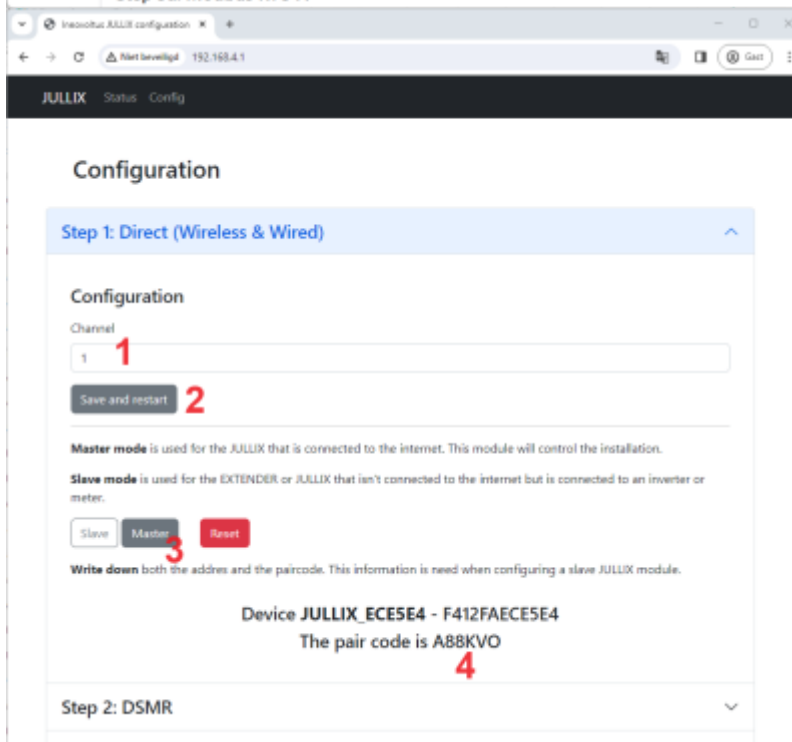 Innovoltus JULLIX configuration
Niet beveiligd 192.168.4.1
Gast
JULLIX Status Config
Configuration
Step 1: Direct (Wireless & Wired)
Configuration
Channel
1
1
Save and restart
2
Master mode is used for the JULLIX that is connected to the internet. This module will control the installation.
Slave mode is used for the EXTENDER or JULLIX that isn't connected to the internet but is connected to an inverter or
meter.
Slave Master Reset
3
Write down both the addres and the paircode. This information is need when configuring a slave JULLIX module.
Device JULLIX_ECE5E4 - F412FAECE5E4
The pair code is A88KVO
4
Step 2: DSMR